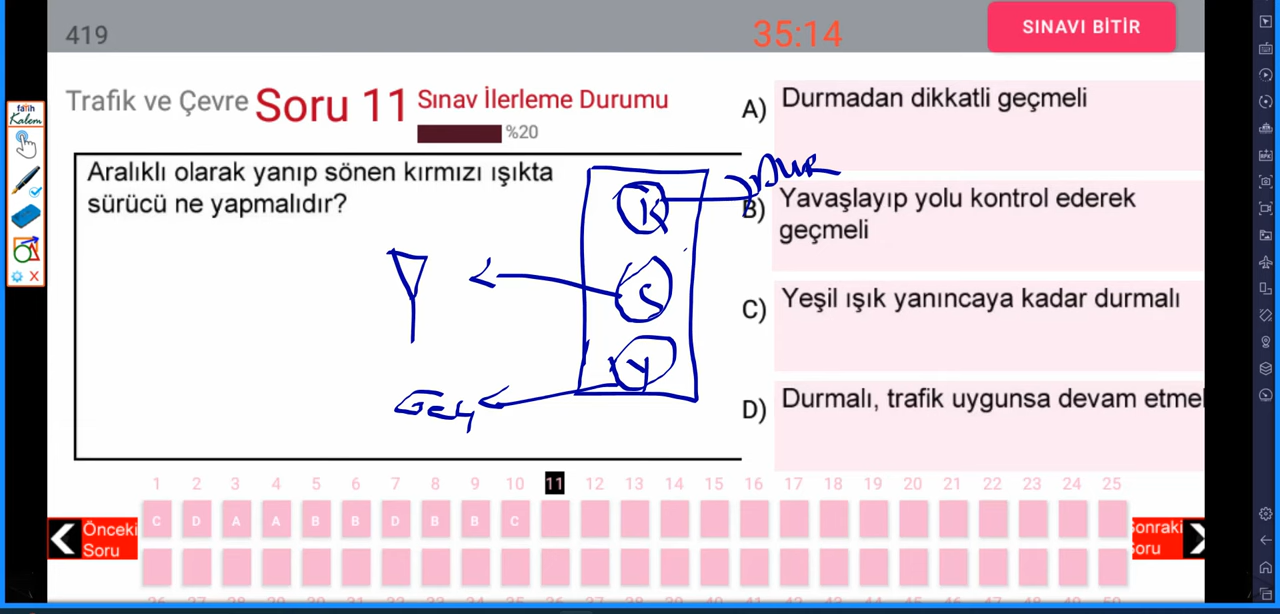 419
35:14
SINAVI BİTİR
fatih
Kalem
Trafik ve Çevre Soru 11 Sınav İlerleme Durumu
%20
Aralıklı olarak yanıp sönen kırmızı ışıkta
sürücü ne yapmalıdır?
K
DUR
S
Y
Geç
A) Durmadan dikkatli geçmeli
B) Yavaşlayıp yolu kontrol ederek
geçmeli
C) Yeşil ışık yanıncaya kadar durmalı
D) Durmalı, trafik uygunsa devam etmel
1 2 3 4 5 6 7 8 9 10 11 12 13 14 15 16 17 18 19 20 21 22 23 24 25
C D A A B B D B B C
Önceki
Soru
Sonraki
Soru